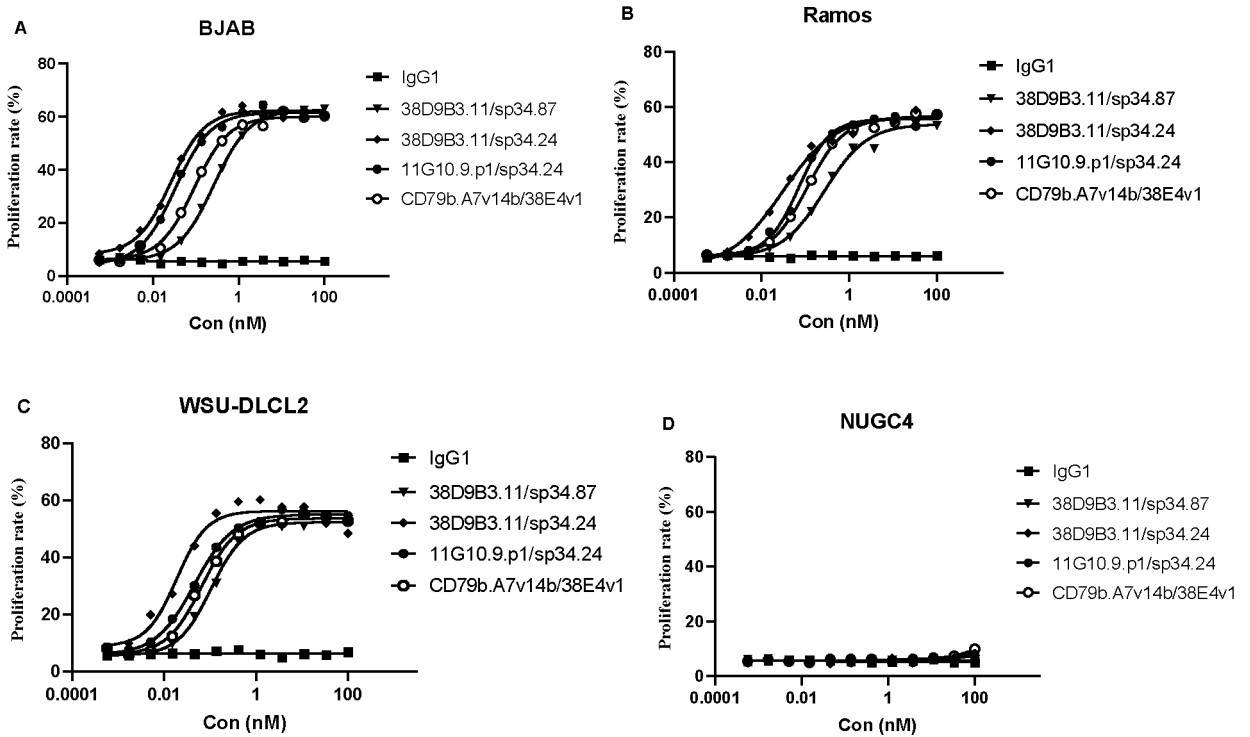 A
BJAB
Proliferation rate (%)
80
60
40
20
0
0.0001
0.01
1
100
Con (nM)
IgG1
38D9B3.11/sp34.87
38D9B3.11/sp34.24
11G10.9.p1/sp34.24
CD79b.A7v14b/38E4v1
B
Ramos
Proliferation rate (%)
80
60
40
20
0
0.0001
0.01
1
100
Con (nM)
IgG1
38D9B3.11/sp34.87
38D9B3.11/sp34.24
11G10.9.p1/sp34.24
CD79b.A7v14b/38E4v1
C
WSU-DLCL2
Proliferation rate (%)
80
60
40
20
0
0.0001
0.01
1
100
Con (nM)
IgG1
38D9B3.11/sp34.87
38D9B3.11/sp34.24
11G10.9.p1/sp34.24
CD79b.A7v14b/38E4v1
D
NUGC4
Proliferation rate (%)
80
60
40
20
0
0.0001
0.01
1
100
Con (nM)
IgG1
38D9B3.11/sp34.87
38D9B3.11/sp34.24
11G10.9.p1/sp34.24
CD79b.A7v14b/38E4v1